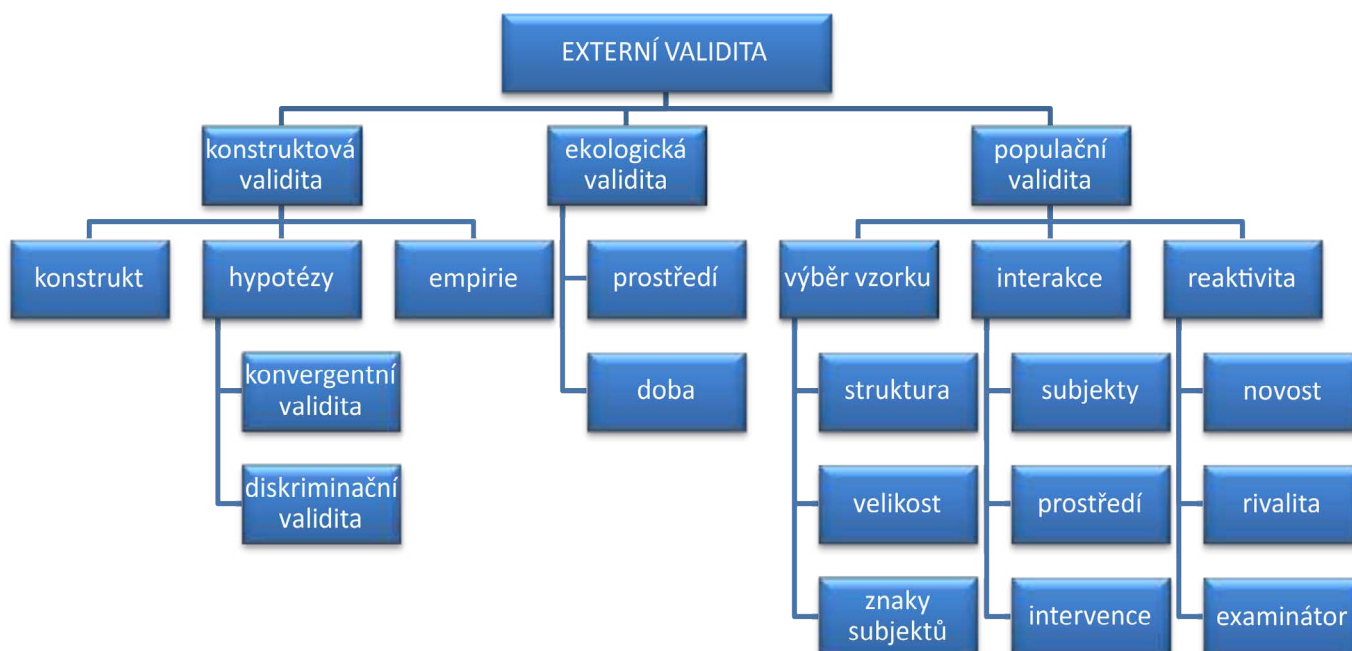 EXTERNÍ VALIDITA
konstruktová
validita
ekologická
validita
populační
validita
konstrukt
hypotézy
empirie
prostředí
výběr vzorku
interakce
reaktivita
konvergentní
validita
doba
struktura
subjekty
novost
diskriminační
validita
velikost
prostředí
rivalita
znaky
subjektů
intervence
examinátor